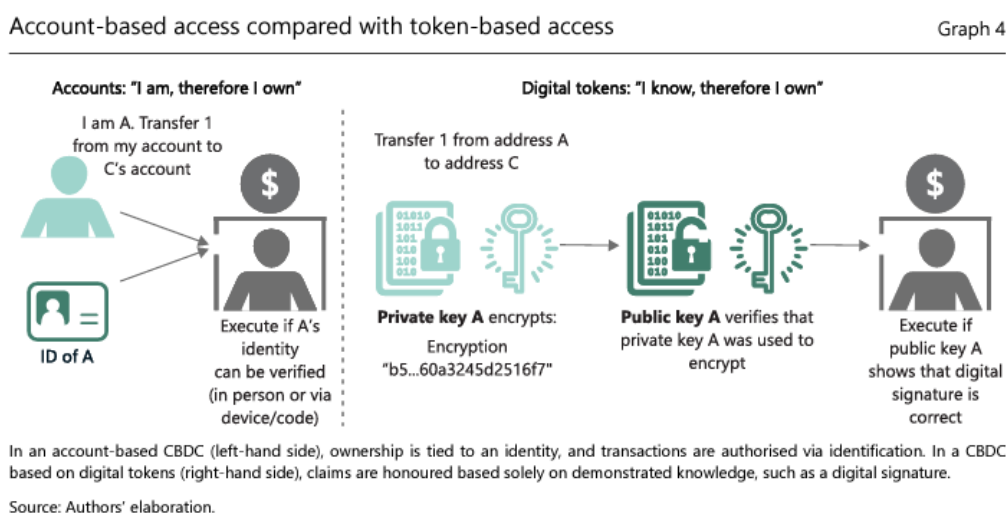 Account-based access compared with token-based access
Graph 4
Accounts: "I am, therefore I own"
I am A. Transfer 1
from my account to
C's account
$
ID of A
Execute if A's
identity
can be verified
(in person or via
device/code)
Digital tokens: "I know, therefore I own"
Transfer 1 from address A
to address C
01010
1011
101
010
100
010
Private key A encrypts:
Encryption
"b5...60a3245d2516f7"
01010
1011
101
010
100
010
Public key A verifies that
private key A was used to
encrypt
$
Execute if
public key A
shows that digital
signature is
correct
In an account-based CBDC (left-hand side), ownership is tied to an identity, and transactions are authorised via identification. In a CBDC
based on digital tokens (right-hand side), claims are honoured based solely on demonstrated knowledge, such as a digital signature.
Source: Authors' elaboration.